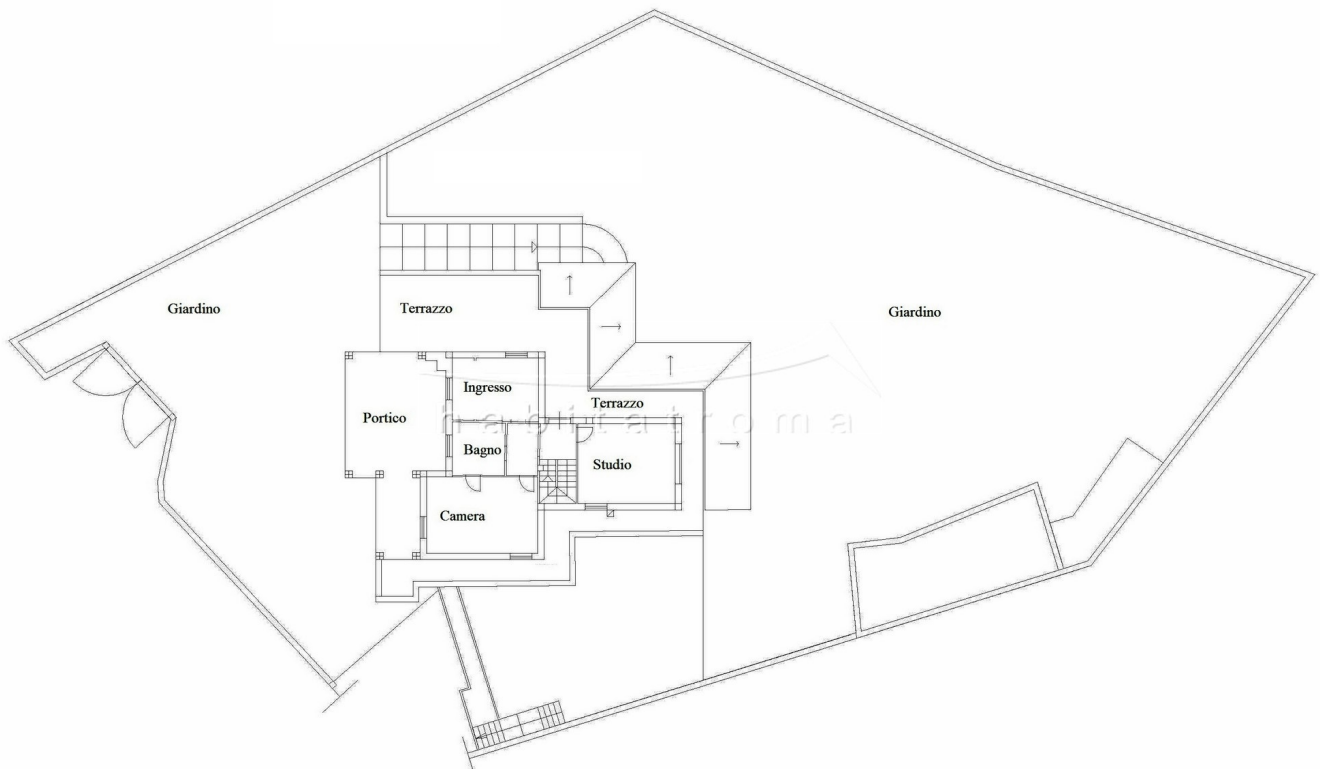 Giardino
Terrazzo
Giardino
Ingresso
Terrazzo
Portico
habitatroma
Bagno
Studio
Camera